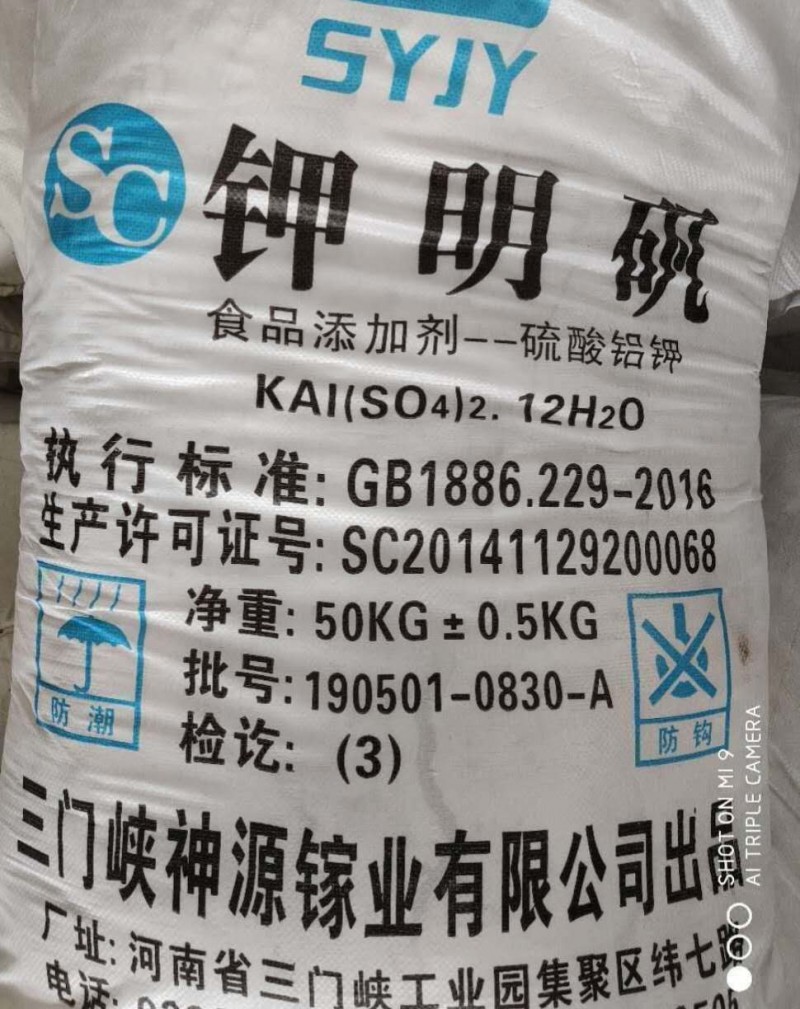 SYJY
SC
钾明矾
食品添加剂--硫酸铝钾
KAI(SO4)2. 12H2O
执行标准: GB1886.229-2016
生产许可证号: SC20141129200068
净重: 50KG±0.5KG
批号: 190501-0830-A
检讫: (3)
防潮
防钩
三门峡神源镓业有限公司出品
厂址: 河南省三门峡工业园集聚区纬七路
电话:
SHOT ON MI 9
AI TRIPLE CAMERA